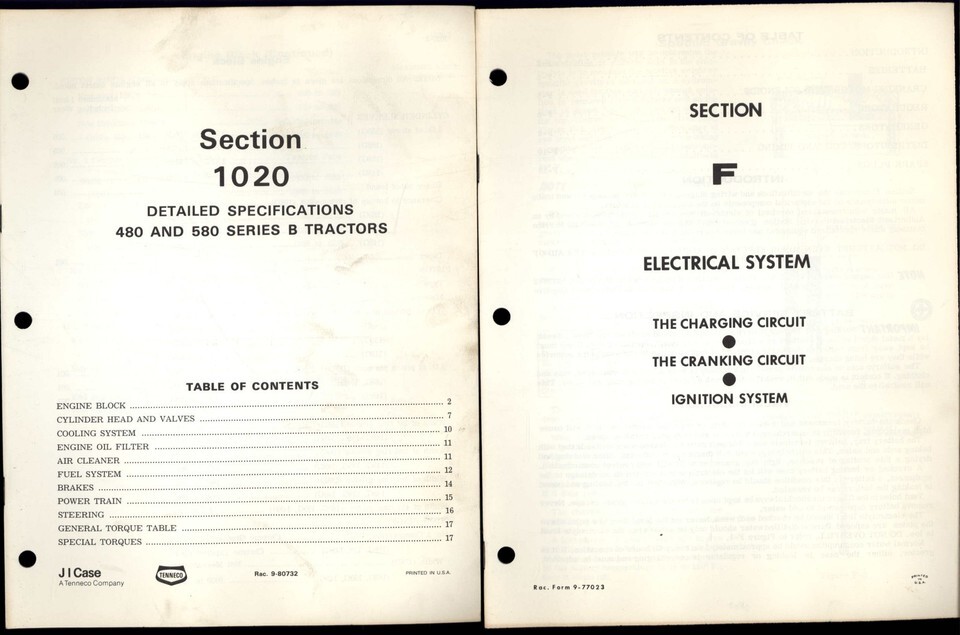 Section
1020
DETAILED SPECIFICATIONS
480 AND 580 SERIES B TRACTORS
TABLE OF CONTENTS
ENGINE BLOCK 2
CYLINDER HEAD AND VALVES 7
COOLING SYSTEM 10
ENGINE OIL FILTER 11
AIR CLEANER 11
FUEL SYSTEM 12
BRAKES 14
POWER TRAIN 15
STEERING 16
GENERAL TORQUE TABLE 17
SPECIAL TORQUES 17
J I Case
A Tenneco Company
TENNECO
Rac. 9-80732
PRINTED IN U.S.A.
SECTION
F
ELECTRICAL SYSTEM
THE CHARGING CIRCUIT
●
THE CRANKING CIRCUIT
●
IGNITION SYSTEM
Rac. Form 9-77023
PRINTED
IN
U.S.A.